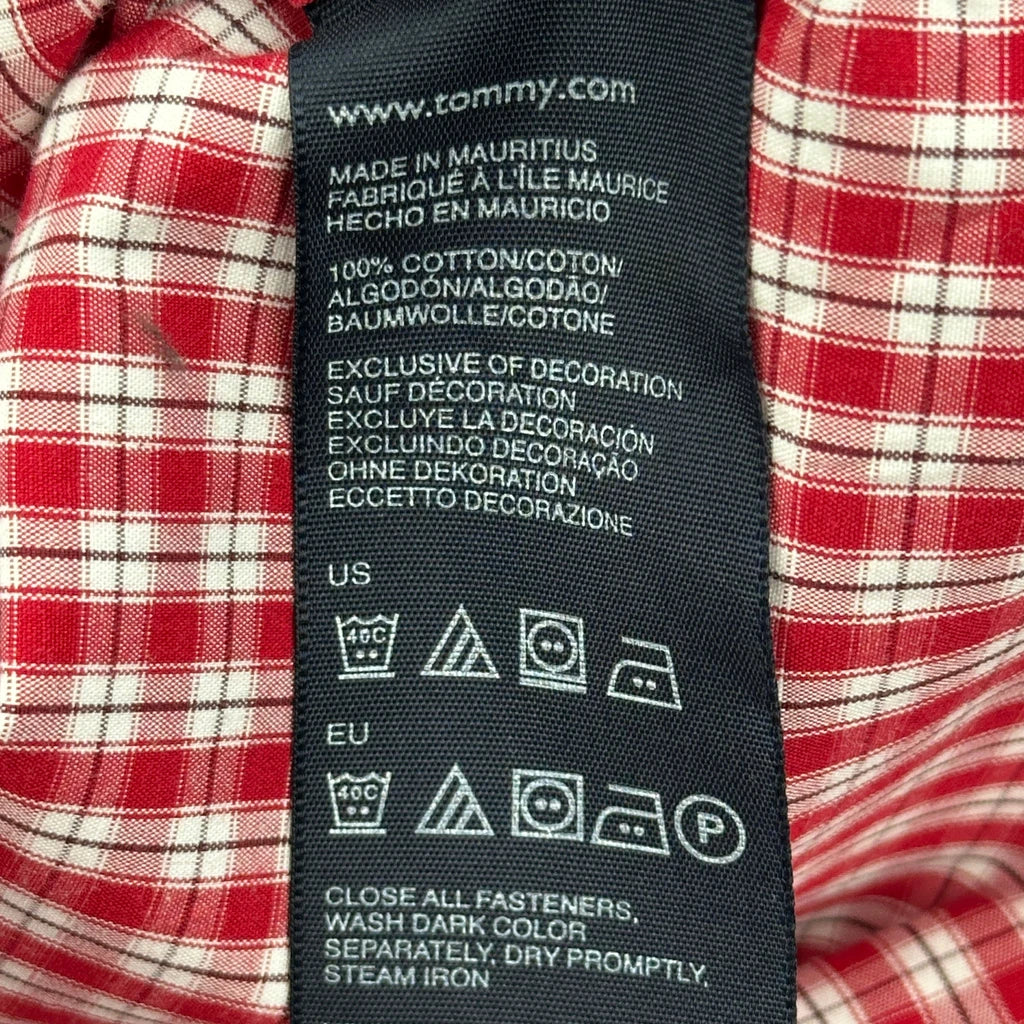 www.tommy.com
MADE IN MAURITIUS
FABRIQUÉ À L'ÎLE MAURICE
HECHO EN MAURICIO
100% COTTON/COTON/
ALGODÓN/ALGODÃO/
BAUMWOLLE/COTONE
EXCLUSIVE OF DECORATION
SAUF DÉCORATION
EXCLUYE LA DECORACIÓN
EXCLUINDO DECORAÇÃO
OHNE DEKORATION
ECCETTO DECORAZIONE
US
40C
EU
40C P
CLOSE ALL FASTENERS,
WASH DARK COLOR
SEPARATELY, DRY PROMPTLY,
STEAM IRON